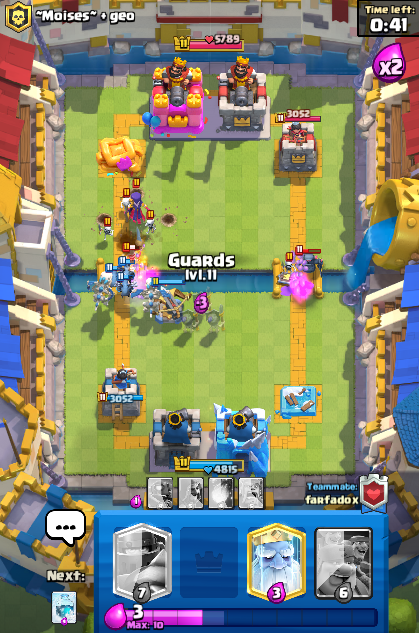 ~Moises~ + geo
Time left:
0:41
5789
x2
3052
Guards
lvl.11
3
3052
4815
Teammate:
farfadox
...
7
3
6
Next:
3
Max: 10